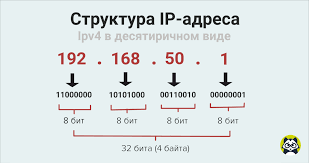 Структура IP-адреса
Ipv4 в десятиричном виде
192 . 168 . 50 . 1
11000000 10101000 00110010 00000001
8 бит 8 бит 8 бит 8 бит
32 бита (4 байта)